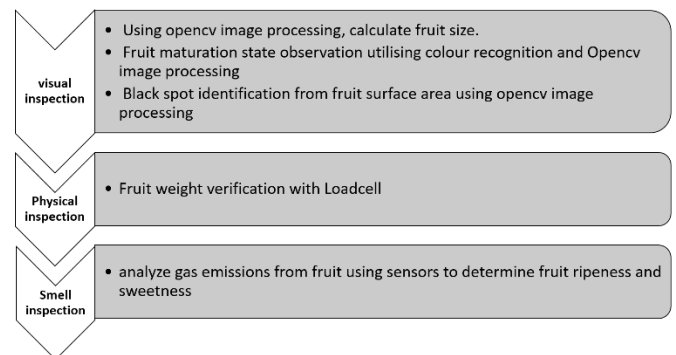 visual
inspection
• Using opencv image processing, calculate fruit size.
• Fruit maturation state observation utilising colour recognition and Opencv
image processing
• Black spot identification from fruit surface area using opencv image
processing
Physical
inspection
• Fruit weight verification with Loadcell
Smell
inspection
• analyze gas emissions from fruit using sensors to determine fruit ripeness and
sweetness